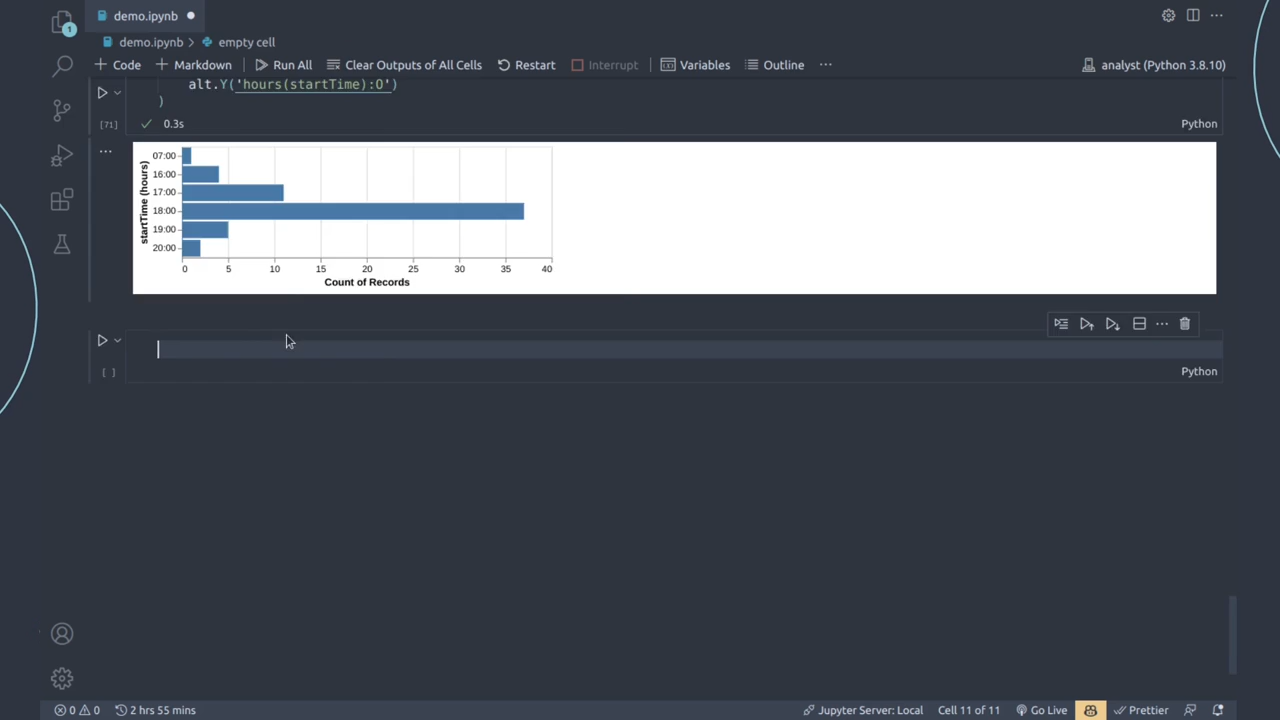 demo.ipynb
demo.ipynb > empty cell
+ Code + Markdown Run All Clear Outputs of All Cells Restart Interrupt Variables Outline ... analyst (Python 3.8.10)
1
alt.Y('hours(startTime):O')
)
[71] 0.3s Python
startTime (hours)
07:00
16:00
17:00
18:00
19:00
20:00
0 5 10 15 20 25 30 35 40
Count of Records
[ ] Python
0 0 2 hrs 55 mins Jupyter Server: Local Cell 11 of 11 Go Live Prettier